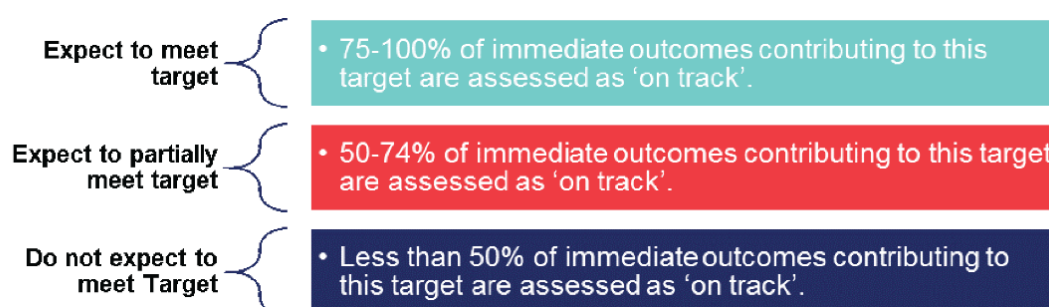 Expect to meet
target
• 75-100% of immediate outcomes contributing to this
target are assessed as ‘on track’.
Expect to partially
meet target
• 50-74% of immediate outcomes contributing to this target
are assessed as ‘on track’.
Do not expect to
meet Target
• Less than 50% of immediate outcomes contributing to
this target are assessed as ‘on track’.